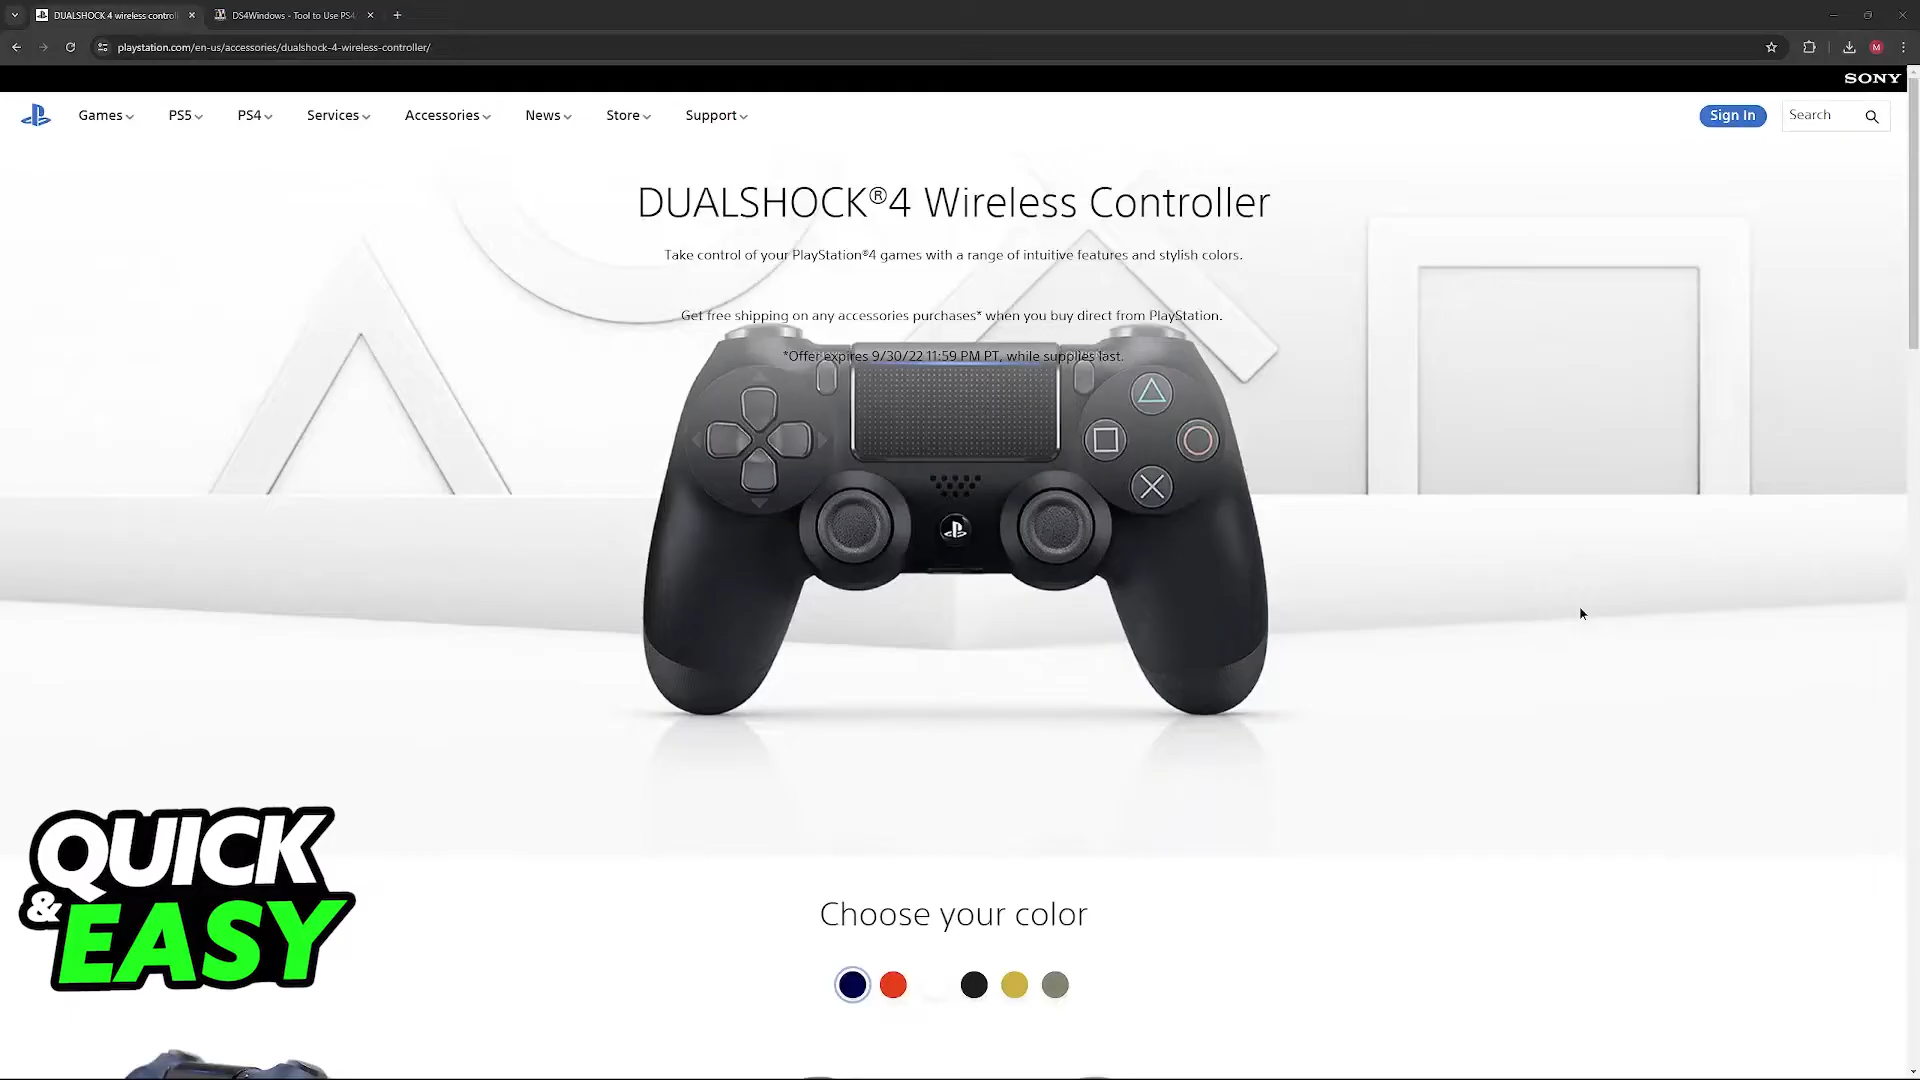 DUALSHOCK 4 wireless control
DS4Windows - Tool to Use PS4
playstation.com/en-us/accessories/dualshock-4-wireless-controller/
M
SONY
Games
PS5
PS4
Services
Accessories
News
Store
Support
Sign In
Search
DUALSHOCK®4 Wireless Controller
Take control of your PlayStation®4 games with a range of intuitive features and stylish colors.
Get free shipping on any accessories purchases* when you buy direct from PlayStation.
*Offer expires 9/30/22 11:59 PM PT, while supplies last.
QUICK
& EASY
Choose your color